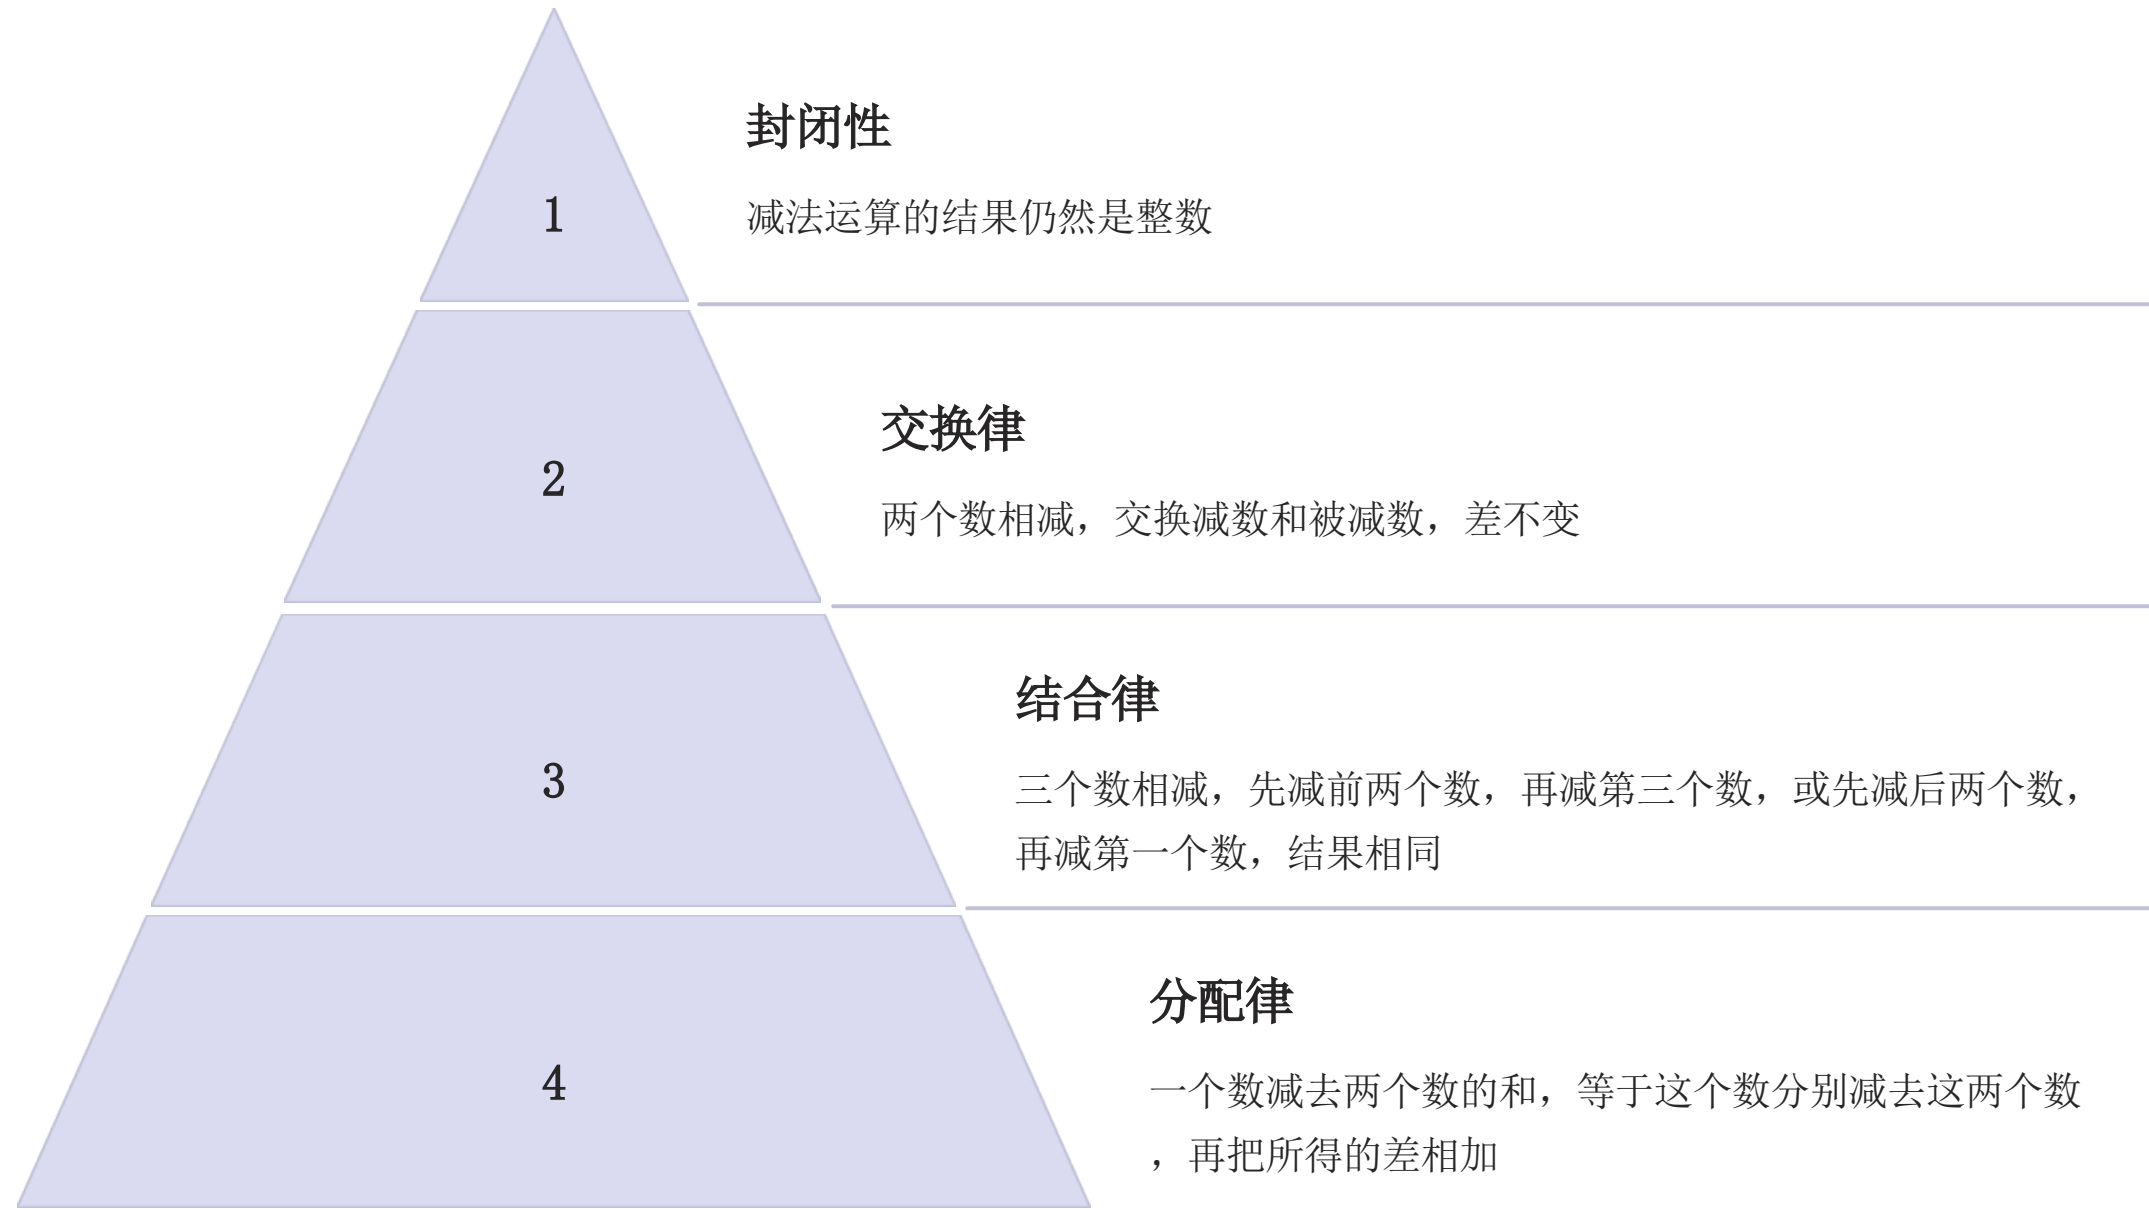 1
封闭性
减法运算的结果仍然是整数
2
交换律
两个数相减，交换减数和被减数，差不变
3
结合律
三个数相减，先减前两个数，再减第三个数，或先减后两个数，
再减第一个数，结果相同
4
分配律
一个数减去两个数的和，等于这个数分别减去这两个数
，再把所得的差相加